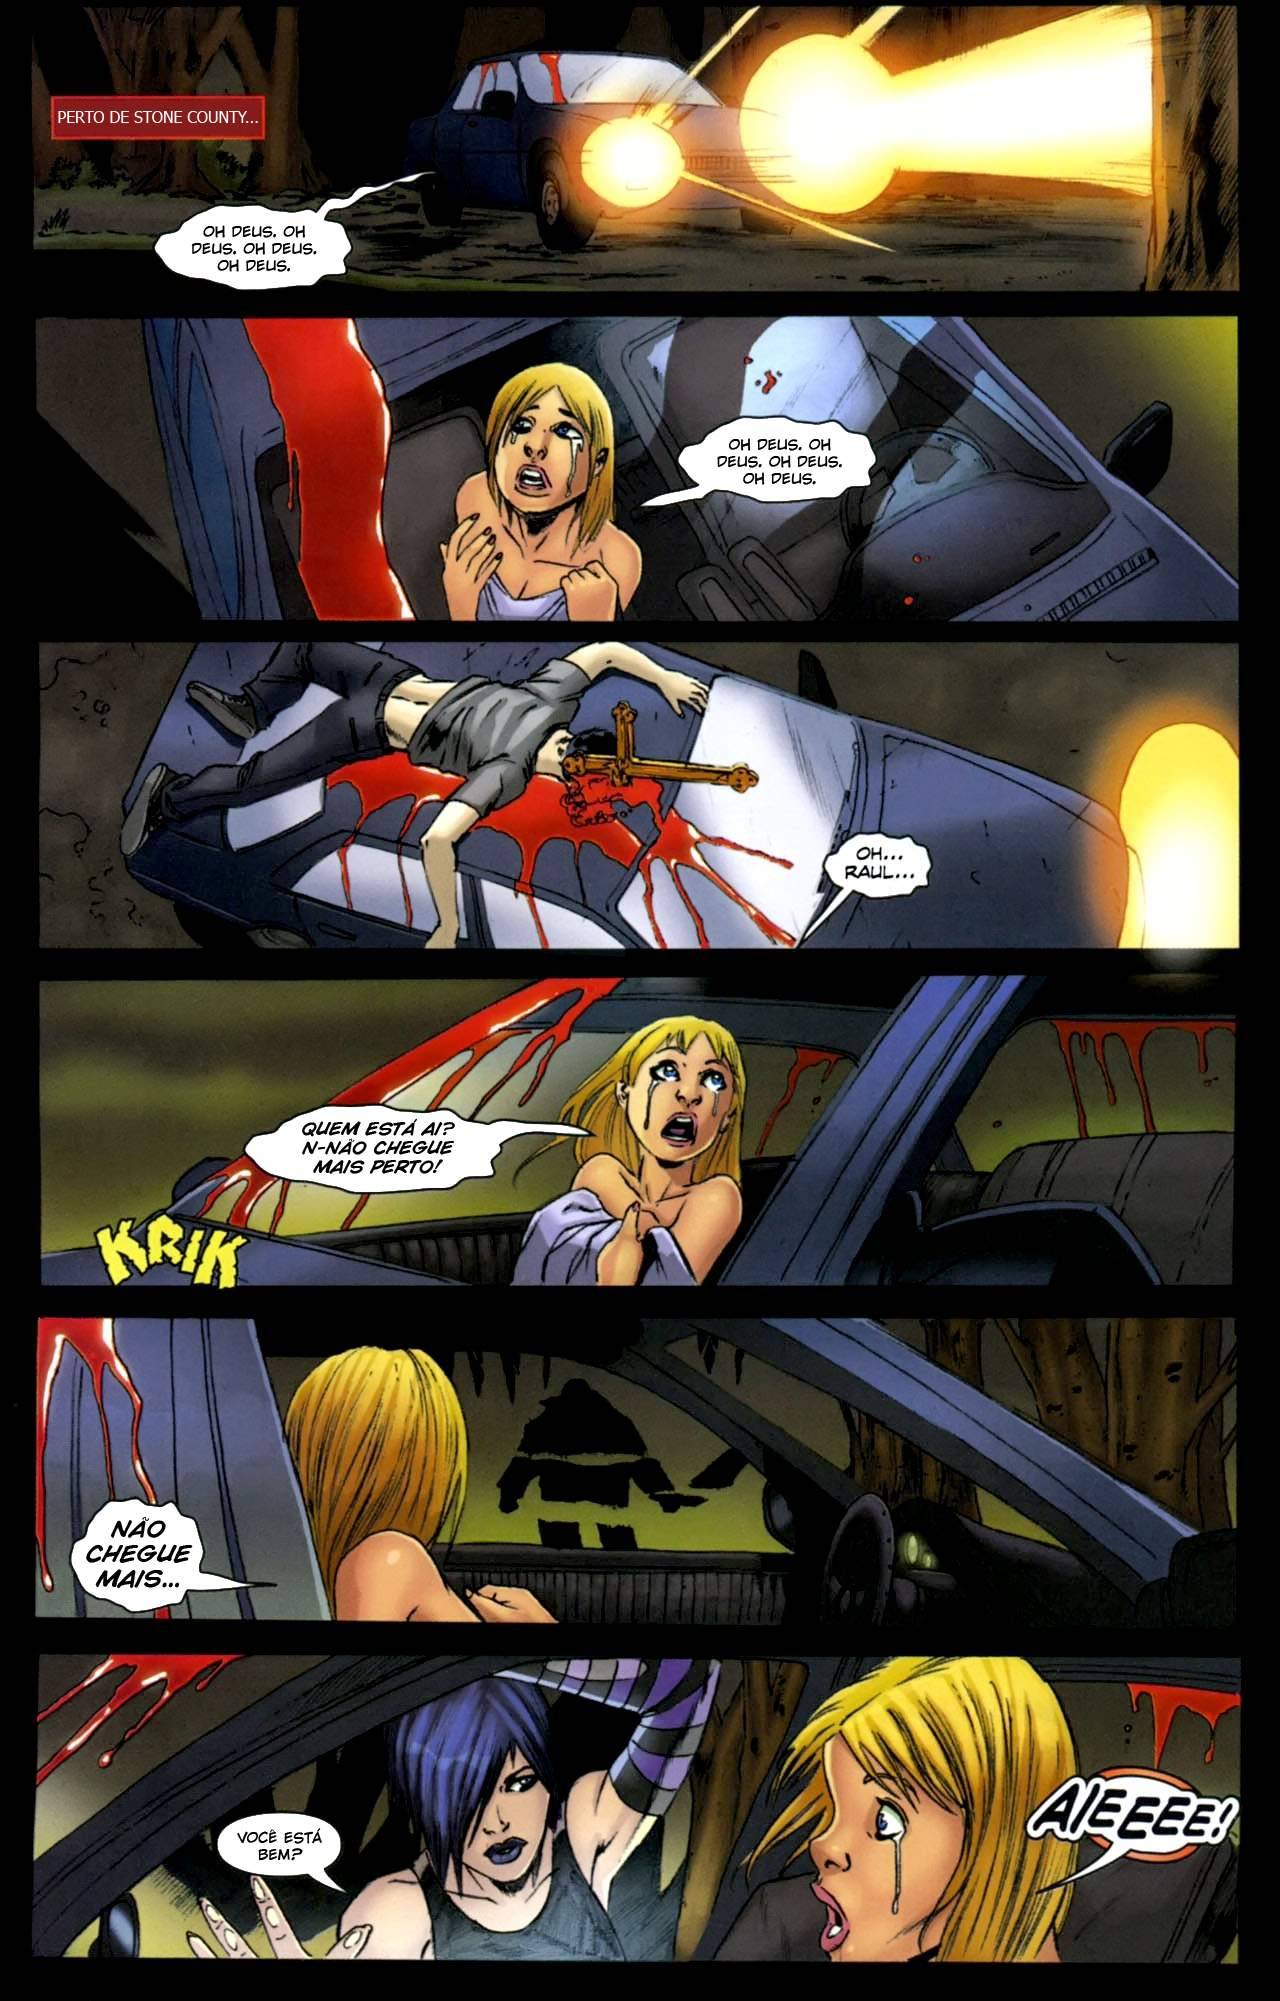 PERTO DE STONE COUNTY...
OH DEUS. OH
DEUS. OH DEUS.
OH DEUS.
OH DEUS. OH
DEUS. OH DEUS.
OH DEUS.
OH...
RAUL...
QUEM ESTÁ AI?
N-NÃO CHEGUE
MAIS PERTO!
KRIK
NÃO
CHEGUE
MAIS...
VOCÊ ESTÁ
BEM?
AIEEEE!